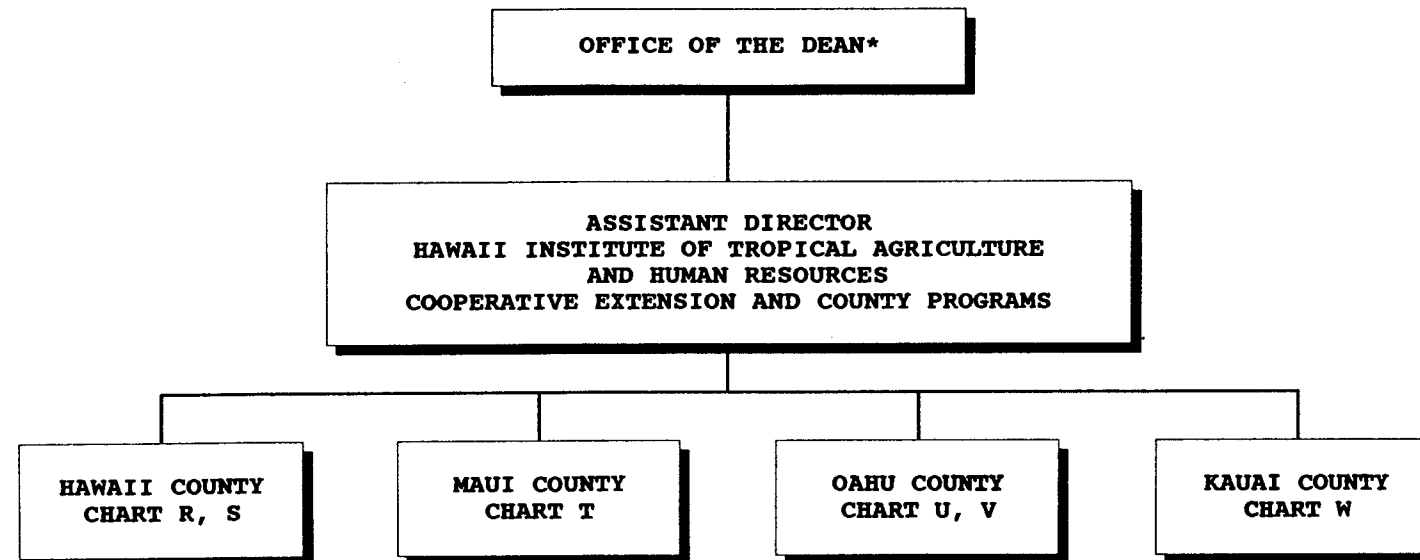 OFFICE OF THE DEAN*
ASSISTANT DIRECTOR
HAWAII INSTITUTE OF TROPICAL AGRICULTURE
AND HUMAN RESOURCES
COOPERATIVE EXTENSION AND COUNTY PROGRAMS
HAWAII COUNTY
CHART R, S
MAUI COUNTY
CHART T
OAHU COUNTY
CHART U, V
KAUAI COUNTY
CHART W